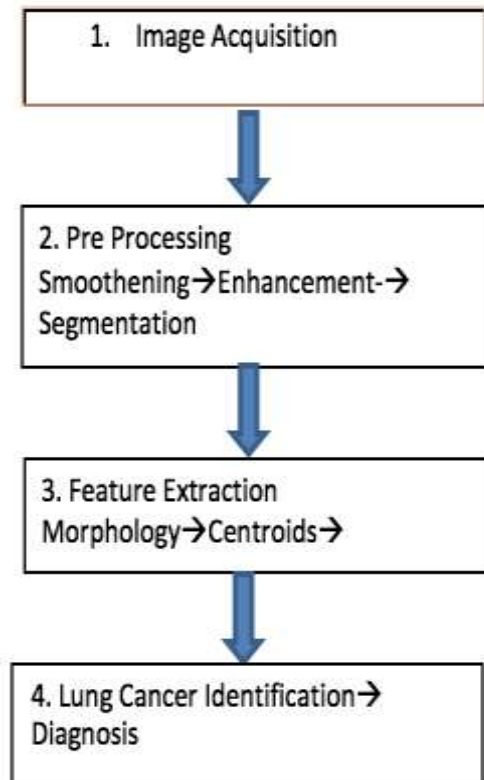 1. Image Acquisition
2. Pre Processing
Smoothening→Enhancement-→
Segmentation
3. Feature Extraction
Morphology→Centroids→
4. Lung Cancer Identification→
Diagnosis